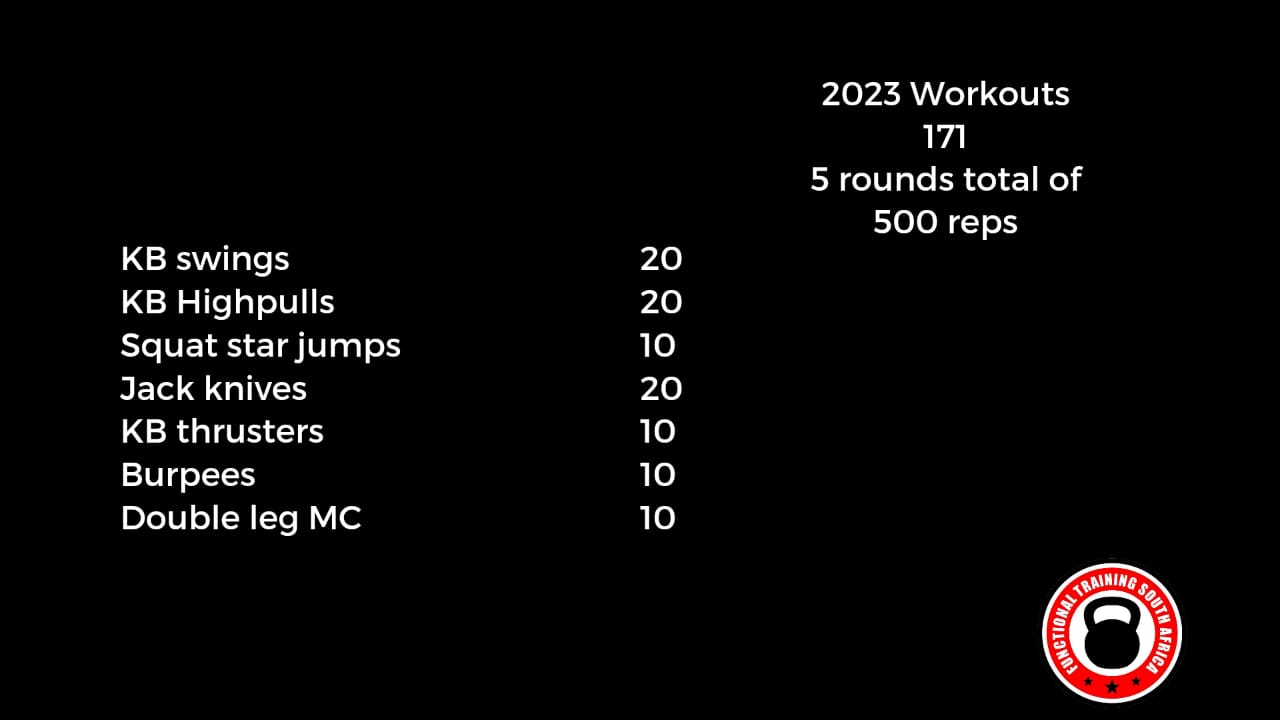 2023 Workouts
171
5 rounds total of
500 reps
KB swings 20
KB Highpulls 20
Squat star jumps 10
Jack knives 20
KB thrusters 10
Burpees 10
Double leg MC 10
FUNCTIONAL TRAINING SOUTH AFRICA